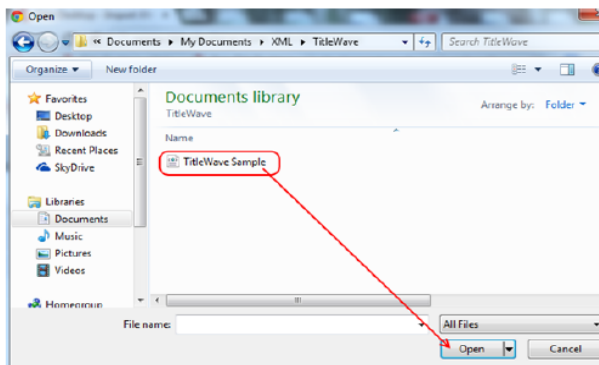 Open
« Documents ▸ My Documents ▸ XML ▸ TitleWave
Search TitleWave
Organize ▾ New folder
Favorites
Desktop
Downloads
Recent Places
SkyDrive
Libraries
Documents
Music
Pictures
Videos
Homegroup
Documents library
TitleWave
Arrange by: Folder ▾
Name
TitleWave Sample
File name:
All Files
Open
Cancel